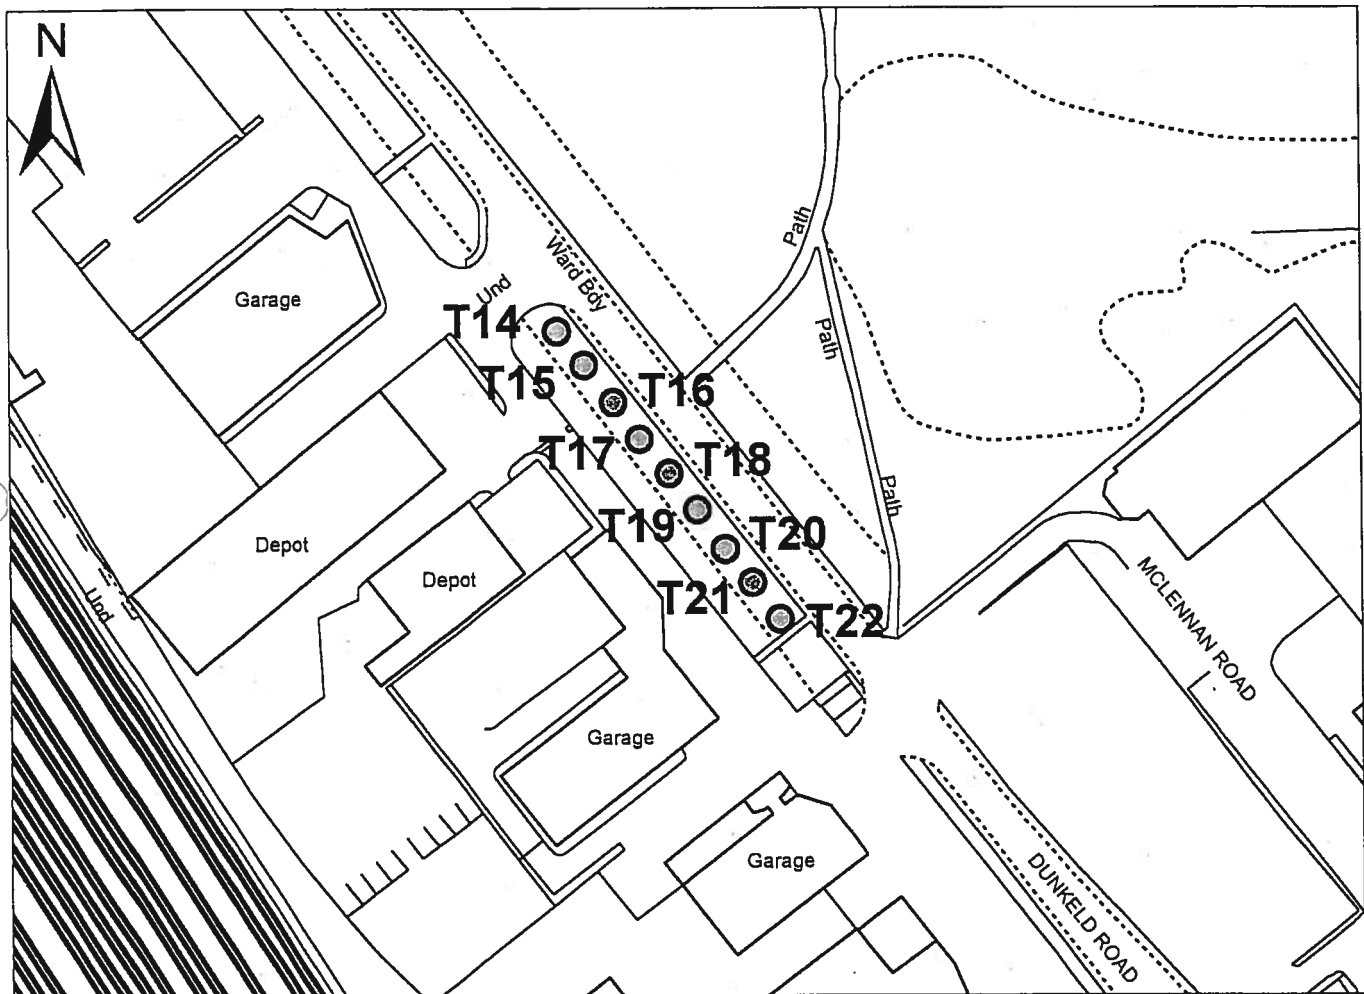 N
Path
Ward Bdy
Und
Garage
T14
Path
T15
T16
T17
T18
Path
T19
T20
Depot
Depot
Und
T21
T22
MCLENNAN ROAD
Garage
Garage
DUNKELD ROAD